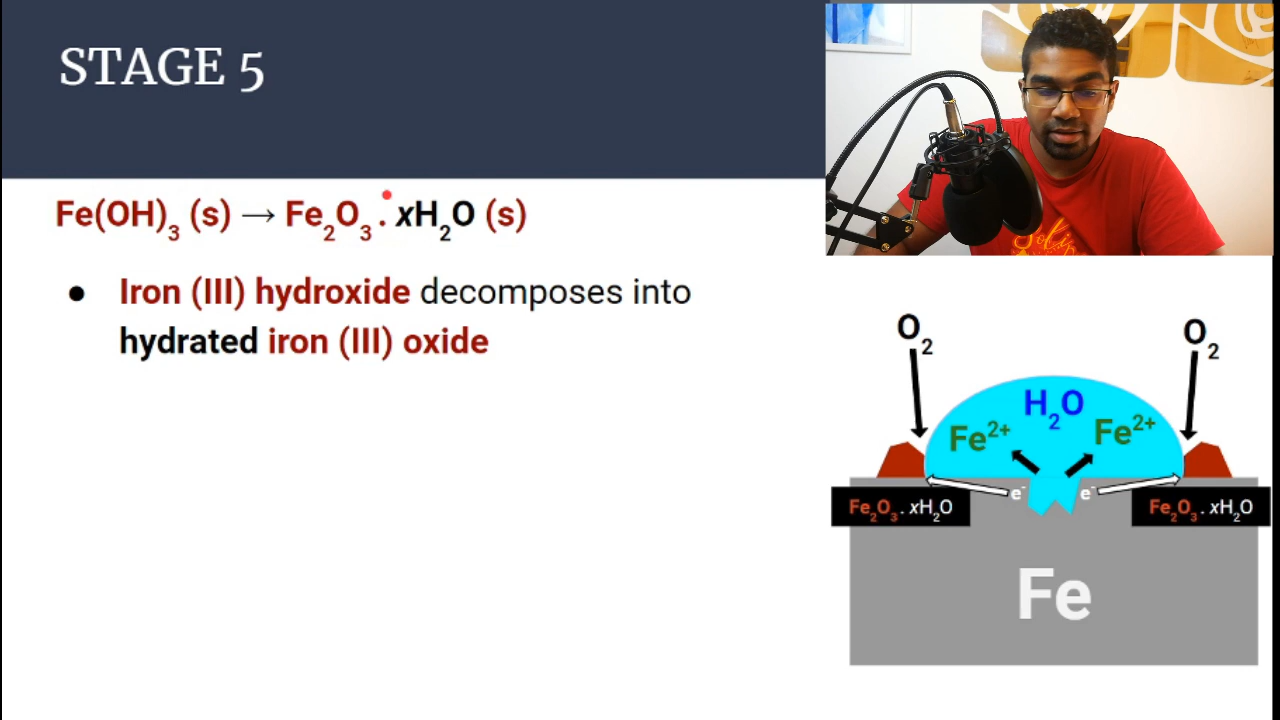 STAGE 5
Fe(OH)₃ (s) → Fe₂O₃ . xH₂O (s)
● Iron (III) hydroxide decomposes into
hydrated iron (III) oxide
O₂ O₂
H₂O
Fe²⁺ Fe²⁺
e⁻ e⁻
Fe₂O₃ . xH₂O Fe₂O₃ . xH₂O
Fe